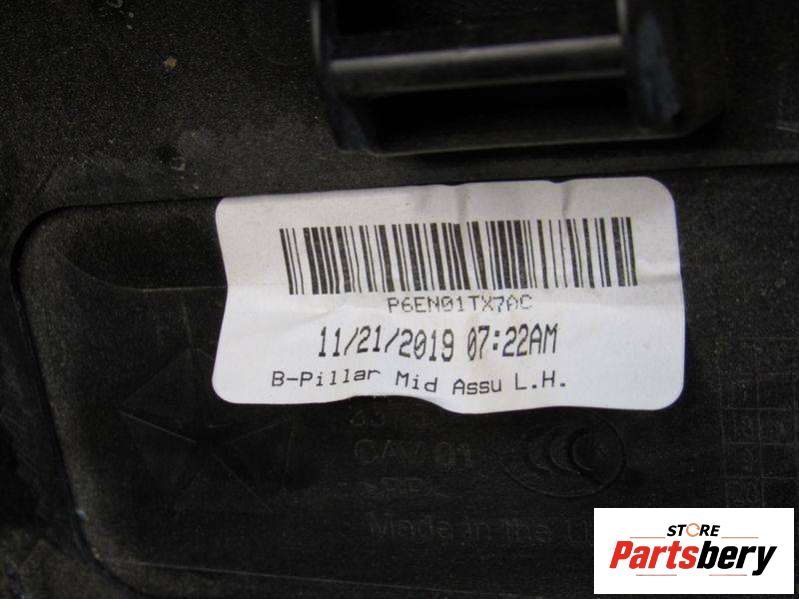 P6EN01TX7AC
11/21/2019 07:22AM
B-Pillar Mid Assu L.H.
CAV 01
Made in the U
STORE
Partsbery